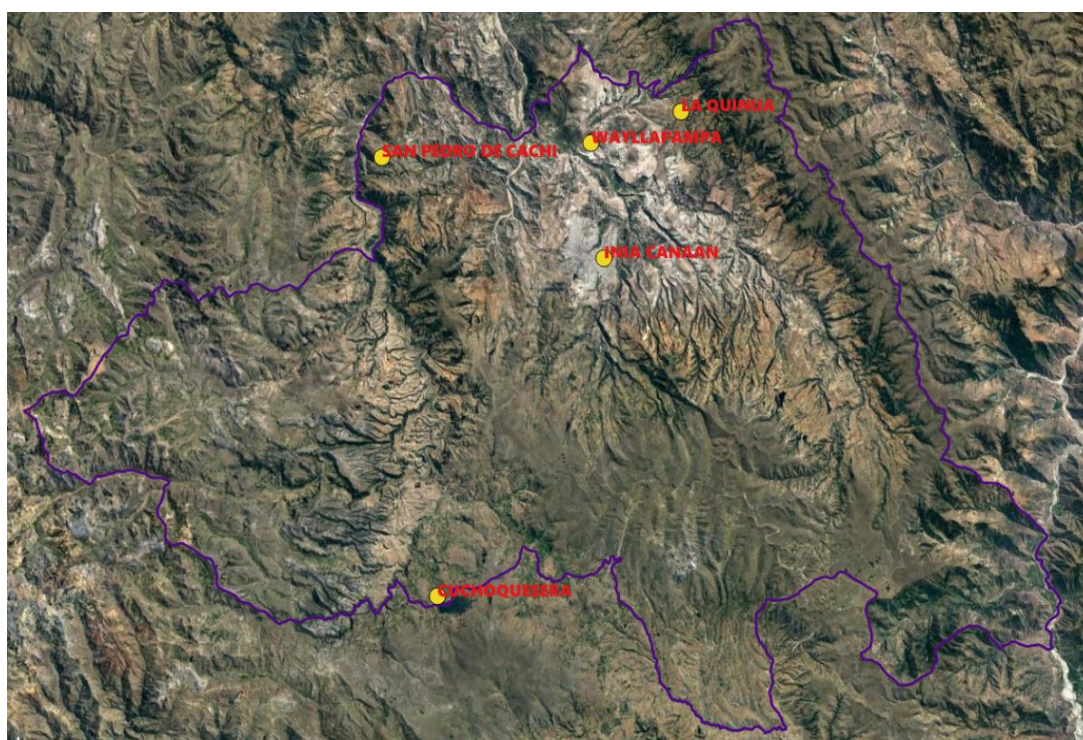 LA QUINUA
WAYLLAPAMPA
SAN PEDRO DE CACHI
INIA CANAAN
CUCHOQUESERA